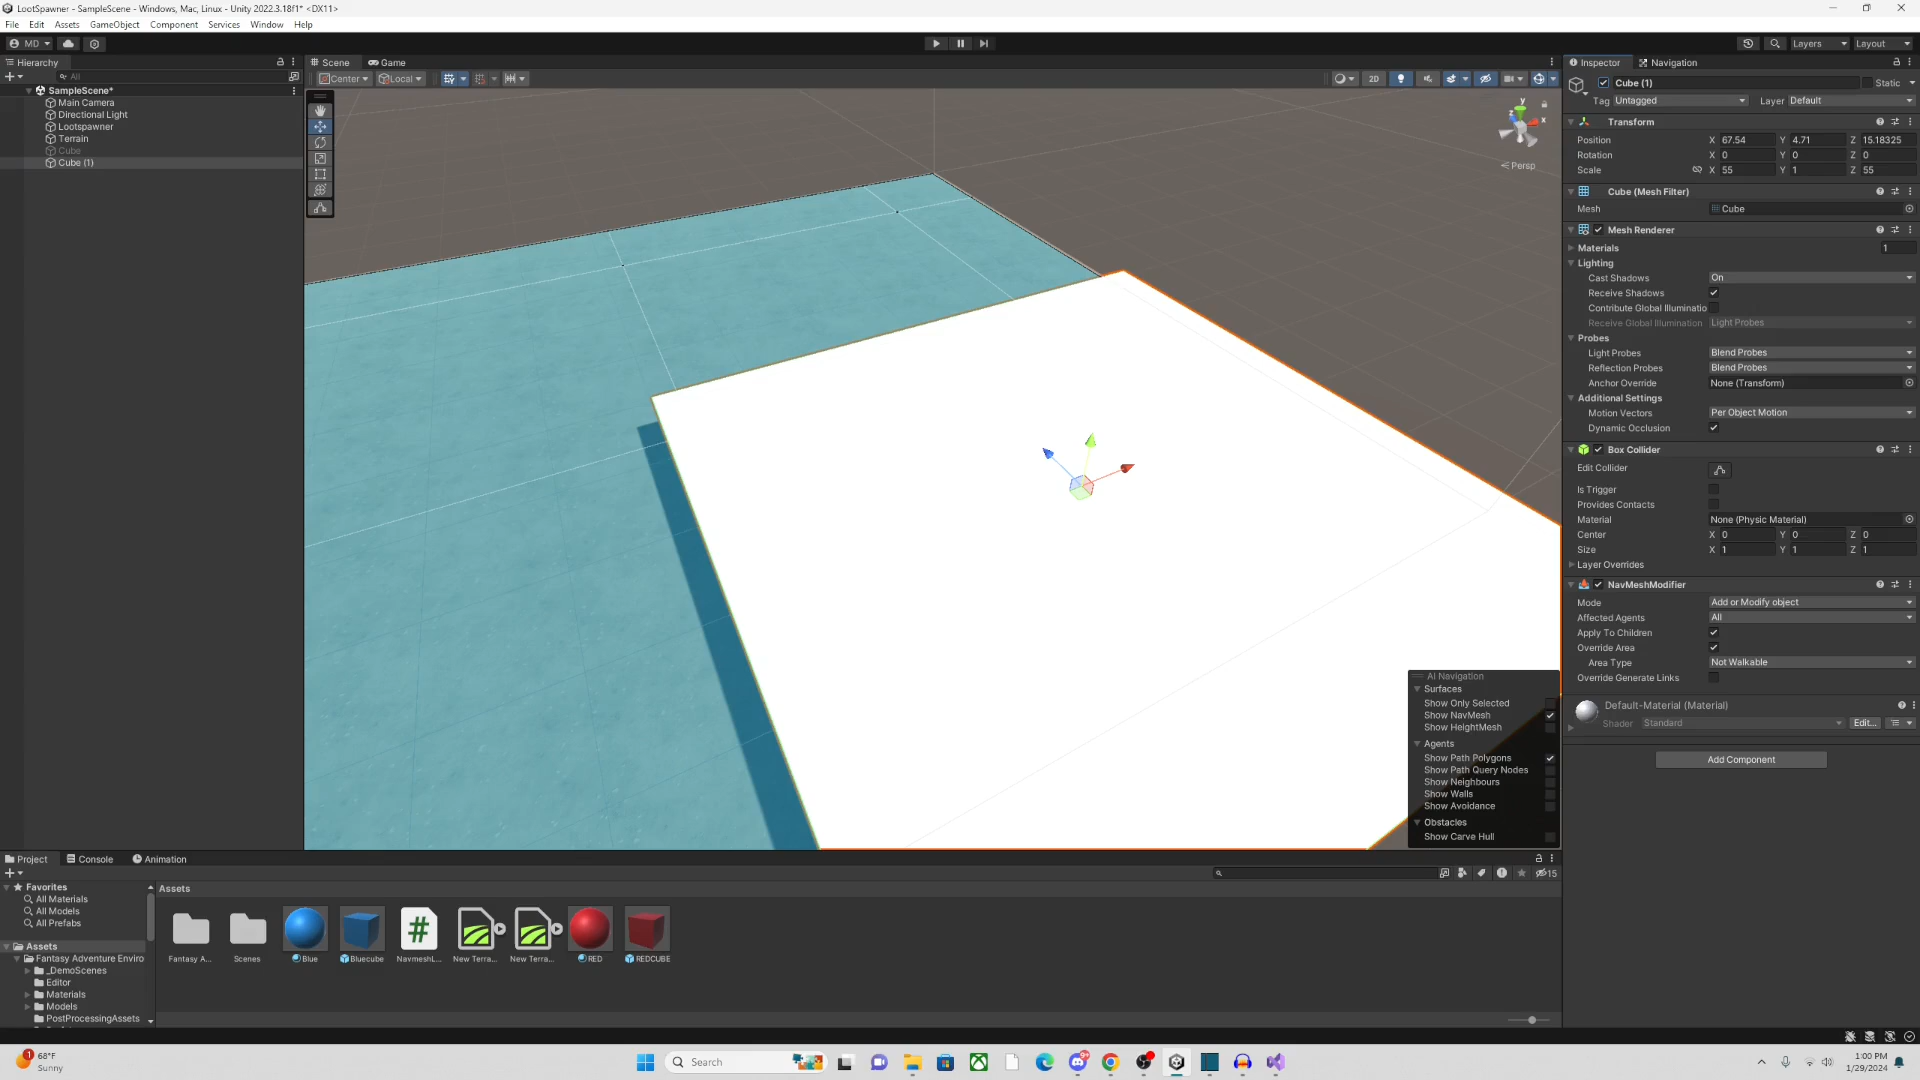 LootSpawner - SampleScene - Windows, Mac, Linux - Unity 2022.3.18f1* <DX11>
File Edit Assets GameObject Component Services Window Help
MD Layers Layout
Hierarchy
All
SampleScene*
Main Camera
Directional Light
Lootspawner
Terrain
Cube
Cube (1)
Scene Game
Center Local 2D
y
x
z
Persp
AI Navigation
Surfaces
Show Only Selected
Show NavMesh
Show HeightMesh
Agents
Show Path Polygons
Show Path Query Nodes
Show Neighbours
Show Walls
Show Avoidance
Obstacles
Show Carve Hull
Inspector Navigation
Cube (1) Static
Tag Untagged Layer Default
Transform
Position X 67.54 Y 4.71 Z 15.18325
Rotation X 0 Y 0 Z 0
Scale X 55 Y 1 Z 55
Cube (Mesh Filter)
Mesh Cube
Mesh Renderer
Materials 1
Lighting
Cast Shadows On
Receive Shadows
Contribute Global Illuminatio
Receive Global Illumination Light Probes
Probes
Light Probes Blend Probes
Reflection Probes Blend Probes
Anchor Override None (Transform)
Additional Settings
Motion Vectors Per Object Motion
Dynamic Occlusion
Box Collider
Edit Collider
Is Trigger
Provides Contacts
Material None (Physic Material)
Center X 0 Y 0 Z 0
Size X 1 Y 1 Z 1
Layer Overrides
NavMeshModifier
Mode Add or Modify object
Affected Agents All
Apply To Children
Override Area
Area Type Not Walkable
Override Generate Links
Default-Material (Material)
Shader Standard Edit...
Add Component
Project Console Animation
15
Favorites
All Materials
All Models
All Prefabs
Assets
Fantasy Adventure Enviro
_DemoScenes
Editor
Materials
Models
PostProcessingAssets
Assets
Fantasy A... Scenes Blue Bluecube NavmeshL... New Terra... New Terra... RED REDCUBE
1 68°F
Sunny
Search
9+
1:00 PM
1/29/2024